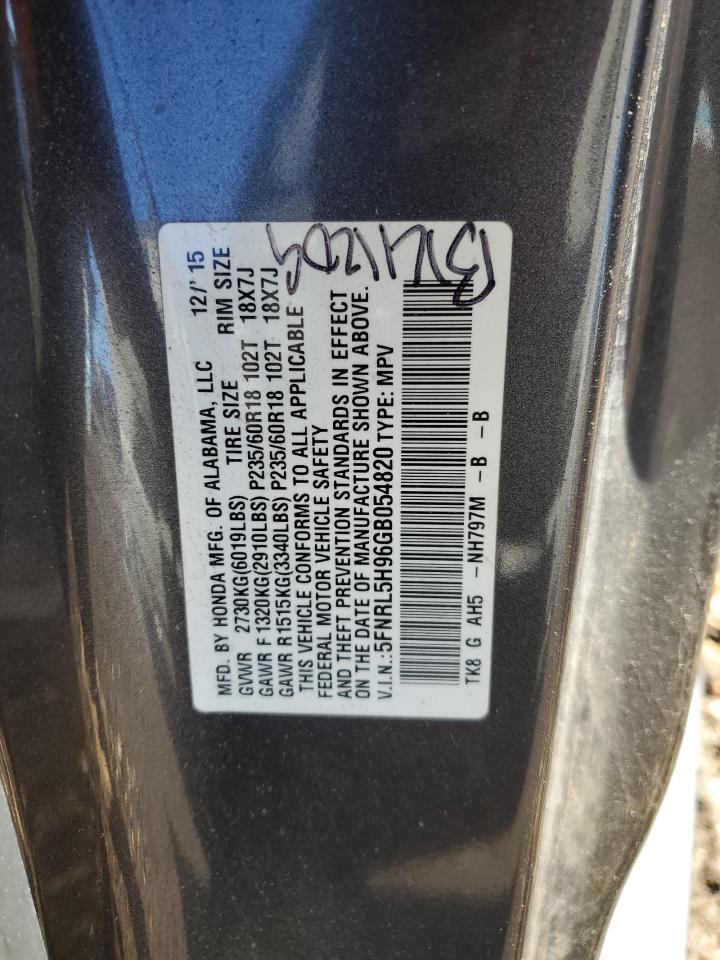 MFD. BY HONDA MFG. OF ALABAMA, LLC 12/'15
GVWR 2730KG(6019LBS) TIRE SIZE RIM SIZE
GAWR F 1320KG(2910LBS) P235/60R18 102T 18X7J
GAWR R1515KG(3340LBS) P235/60R18 102T 18X7J
THIS VEHICLE CONFORMS TO ALL APPLICABLE
FEDERAL MOTOR VEHICLE SAFETY
AND THEFT PREVENTION STANDARDS IN EFFECT
ON THE DATE OF MANUFACTURE SHOWN ABOVE.
V.I.N.:5FNRL5H96GB054820 TYPE: MPV
TK8 G AH5 -NH797M -B -B